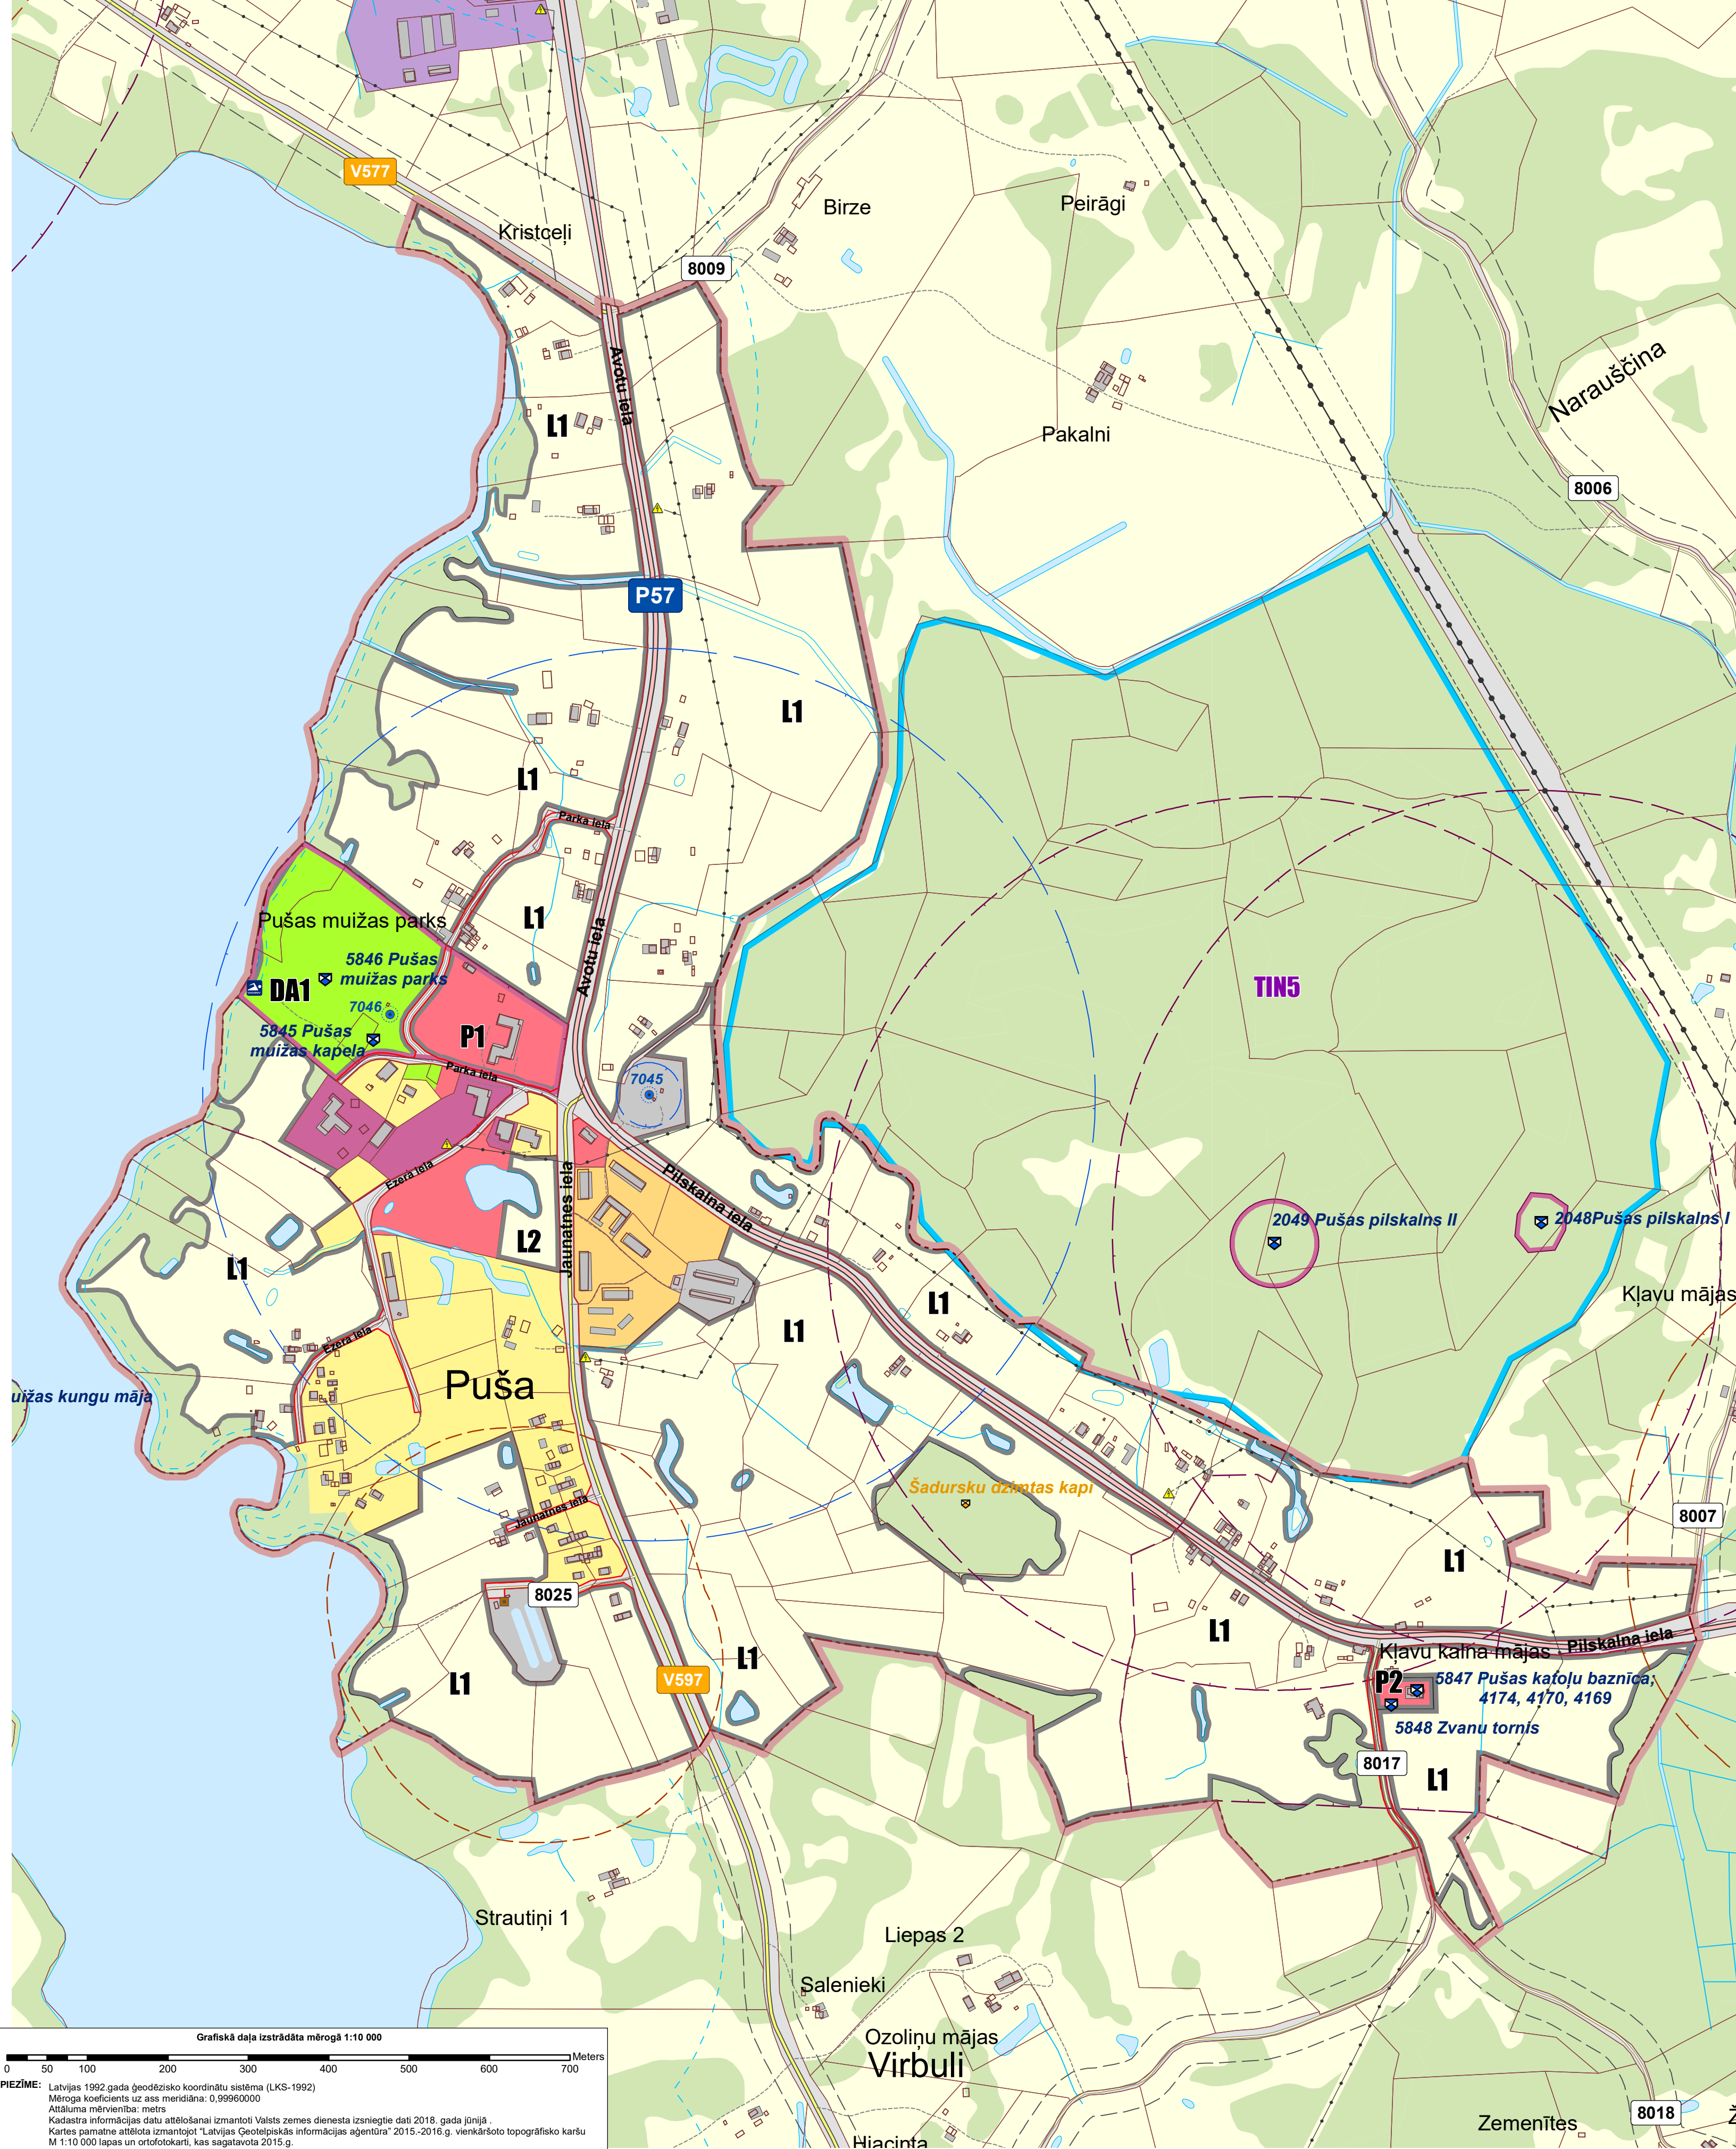 V577
Kristceļi
Birze
Peirāgi
8009
Avotu iela
Narauščina
L1
Pakalni
8006
P57
L1
L1
Parka iela
L1
Pušas muižas parks
Avotu iela
5846 Pušas
muižas parks
DA1
TIN5
7046
5845 Pušas
muižas kapela
P1
Parka iela
7045
Ezera iela
Pilskalna iela
Jaunatnes iela
2049 Pušas pilskalns II
2048Pušas pilskalns I
L2
L1
Kļavu mājas
L1
L1
Ezera iela
Puša
uižas kungu māja
Šadursku dzimtas kapi
Jaunatnes iela
8007
L1
8025
L1
L1
Pilskalna iela
Kļavu kalna mājas
L1
V597
P2
5847 Pušas katoļu baznīca;
4174, 4170, 4169
5848 Zvanu tornis
8017
L1
Strautiņi 1
Liepas 2
Salenieki
Ozoliņu mājas
Virbuli
Zemenītes
8018
Hiacinta
Grafiskā daļa izstrādāta mērogā 1:10 000
Meters
0 50 100 200 300 400 500 600 700
PIEZĪME: Latvijas 1992.gada ģeodēzisko koordinātu sistēma (LKS-1992)
Mēroga koeficients uz ass meridiāna: 0,99960000
Attāluma mērvienība: metrs
Kadastra informācijas datu attēlošanai izmantoti Valsts zemes dienesta izsniegtie dati 2018. gada jūnijā .
Kartes pamatne attēlota izmantojot "Latvijas Ģeotelpiskās informācijas aģentūra" 2015.-2016.g. vienkāršoto topogrāfisko karšu
M 1:10 000 lapas un ortofotokarti, kas sagatavota 2015.g.